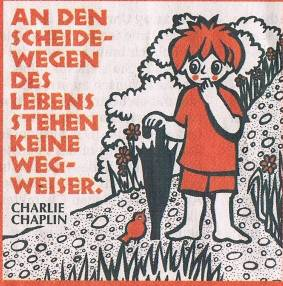 AN DEN
SCHEIDE-
WEGEN
DES
LEBENS
STEHEN
KEINE
WEG-
WEISER.
CHARLIE
CHAPLIN